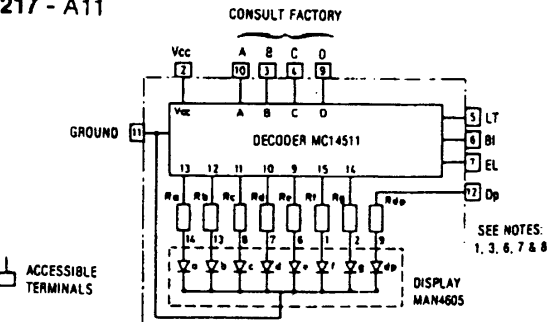 217 - A11
CONSULT FACTORY
Vcc A B C D
2 10 3 4 9
Vcc A B C D
GROUND 11
DECODER MC14511
5 LT
6 BI
7 EL
13 12 11 10 9 15 14
12 Dp
Ra Rb Rc Rd Re Rf Rg Rdp
SEE NOTES:
1, 3, 6, 7 & 8
14 13 8 7 6 1 2 9
a b c d e f g dp
ACCESSIBLE
TERMINALS
DISPLAY
MAN4605